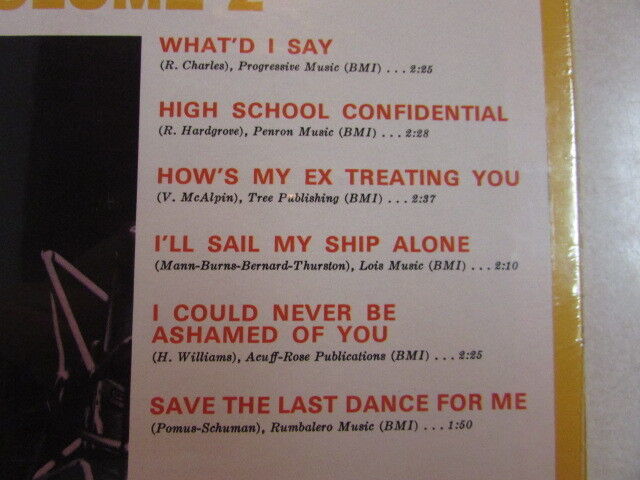 VOLUME 2
WHAT'D I SAY
(R. Charles), Progressive Music (BMI) . . . 2:25
HIGH SCHOOL CONFIDENTIAL
(R. Hardgrove), Penron Music (BMI) . . . 2:28
HOW'S MY EX TREATING YOU
(V. McAlpin), Tree Publishing (BMI) . . . 2:37
I'LL SAIL MY SHIP ALONE
(Mann-Burns-Bernard-Thurston), Lois Music (BMI) . . . 2:10
I COULD NEVER BE
ASHAMED OF YOU
(H. Williams), Acuff-Rose Publications (BMI) . . . 2:25
SAVE THE LAST DANCE FOR ME
(Pomus-Schuman), Rumbalero Music (BMI) . . . 1:50